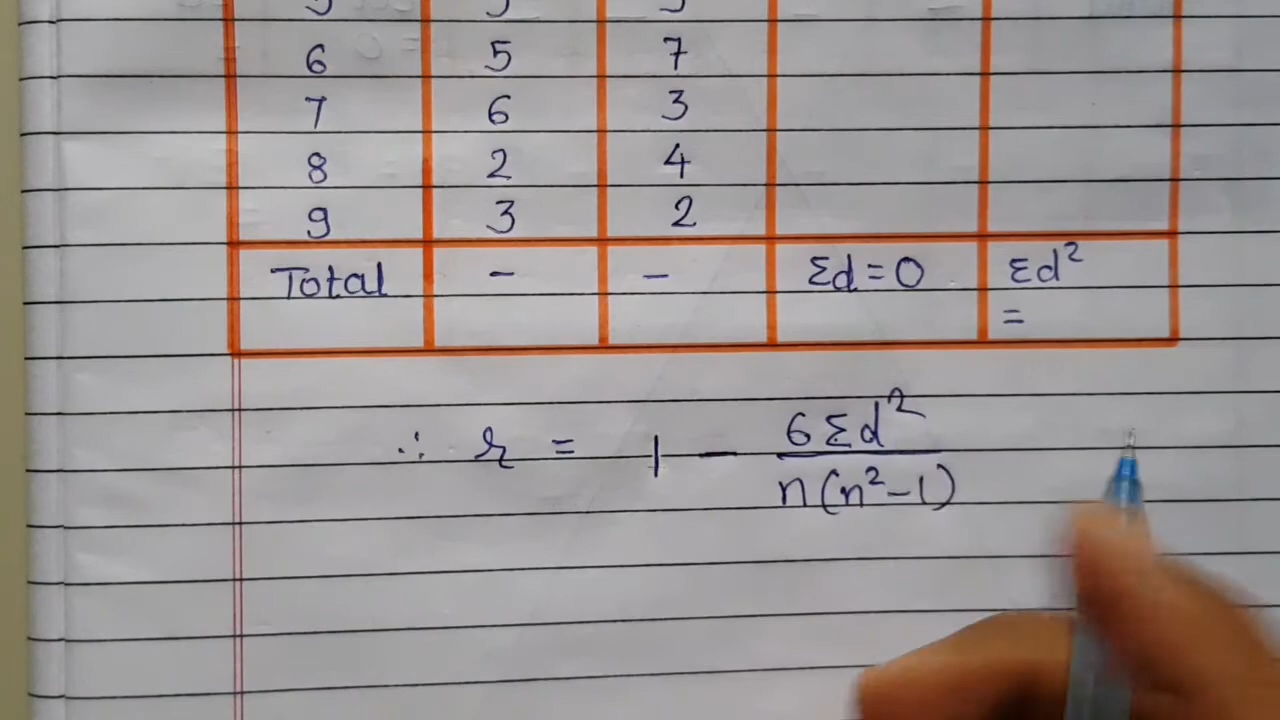 6 5 7
7 6 3
8 2 4
9 3 2
Total - - Σd = 0 Σd²
=
∴ r = 1 - 6Σd² / n(n²-1)